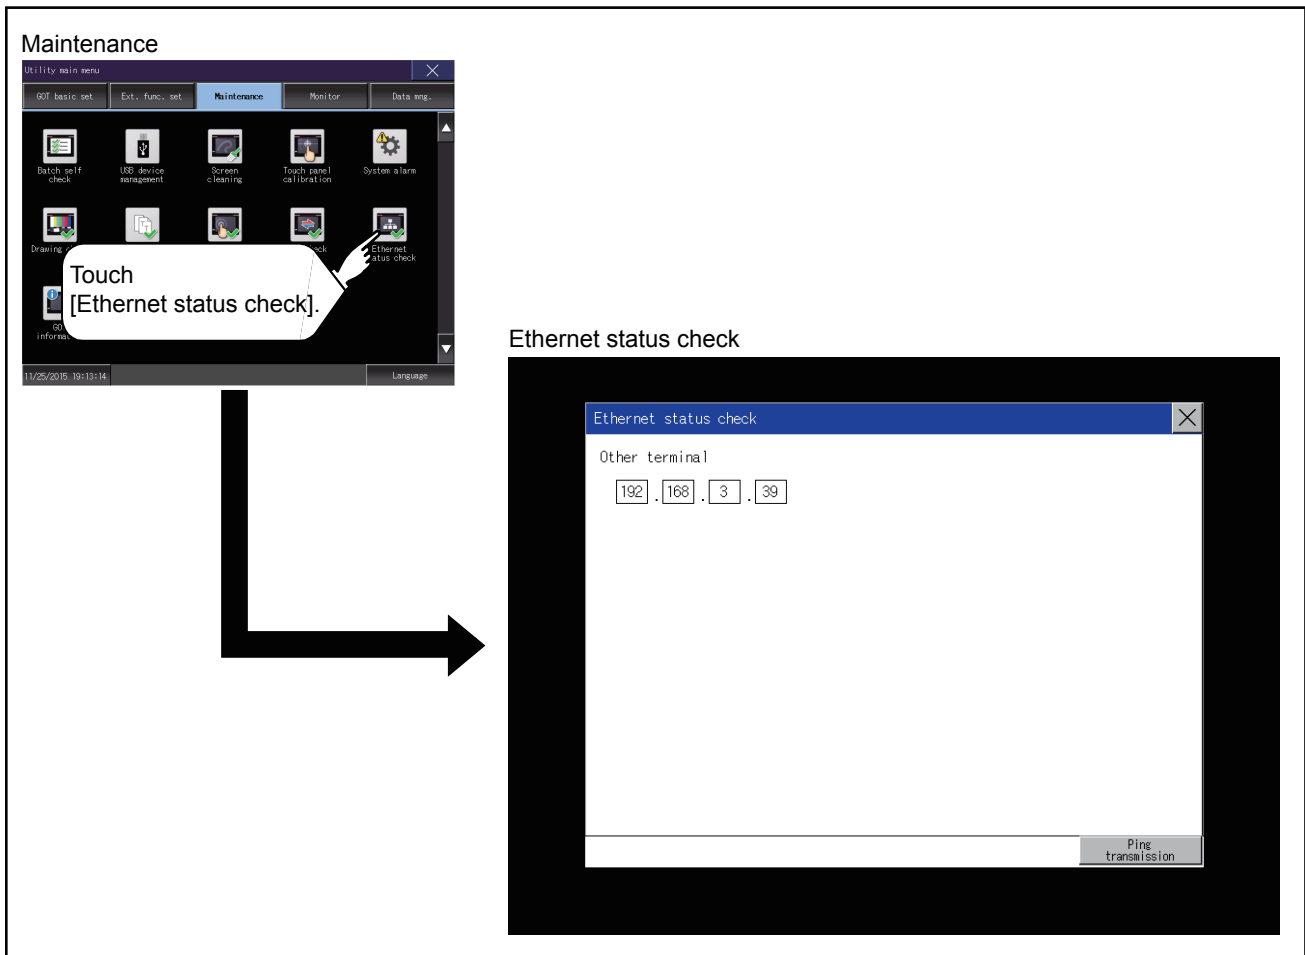 Maintenance
Utility main menu
GOT basic set
Ext. func. set
Maintenance
Monitor
Data mng.
Batch self
check
USB device
management
Screen
cleaning
Touch panel
calibration
System alarm
Drawing
Ethernet
atus check
Touch
[Ethernet status check].
11/25/2015 19:13:14
Language
Ethernet status check
Ethernet status check
Other terminal
192 . 168 . 3 . 39
Ping
transmission